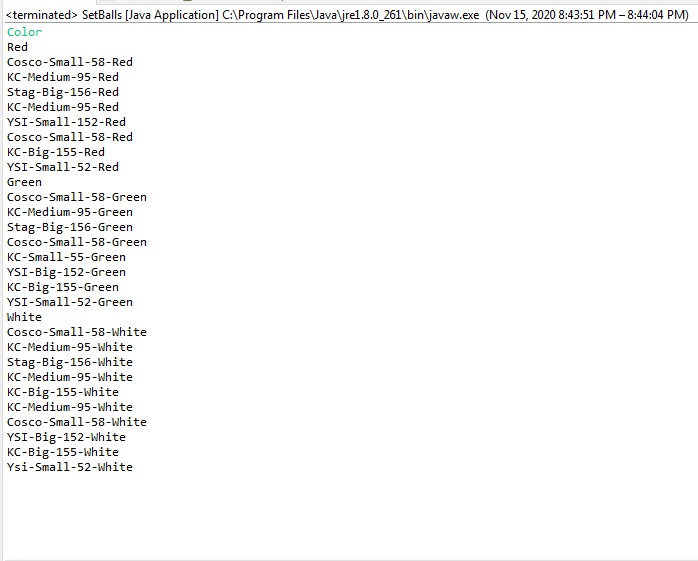 <terminated> SetBalls [Java Application] C:\Program Files\Java\jre1.8.0_261\bin\javaw.exe (Nov 15, 2020 8:43:51 PM – 8:44:04 PM)
Color
Red
Cosco-Small-58-Red
KC-Medium-95-Red
Stag-Big-156-Red
KC-Medium-95-Red
YSI-Small-152-Red
Cosco-Small-58-Red
KC-Big-155-Red
YSI-Small-52-Red
Green
Cosco-Small-58-Green
KC-Medium-95-Green
Stag-Big-156-Green
Cosco-Small-58-Green
KC-Small-55-Green
YSI-Big-152-Green
KC-Big-155-Green
YSI-Small-52-Green
White
Cosco-Small-58-White
KC-Medium-95-White
Stag-Big-156-White
KC-Medium-95-White
KC-Big-155-White
KC-Medium-95-White
Cosco-Small-58-White
YSI-Big-152-White
KC-Big-155-White
Ysi-Small-52-White